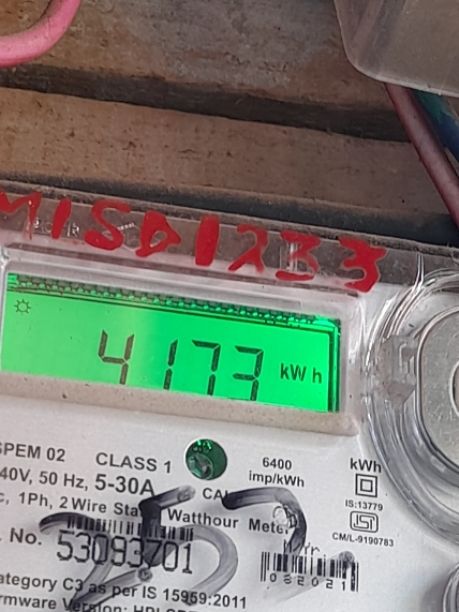 MISD1233
4173 kWh
SPEM 02 CLASS 1 6400 imp/kWh kWh
40V, 50 Hz, 5-30A
IS:13779
1Ph, 2 Wire Watthour Meter
CM/L-9190783
No. 53093701
082021
ategory C3 as per IS 15959:2011
rmware Version: